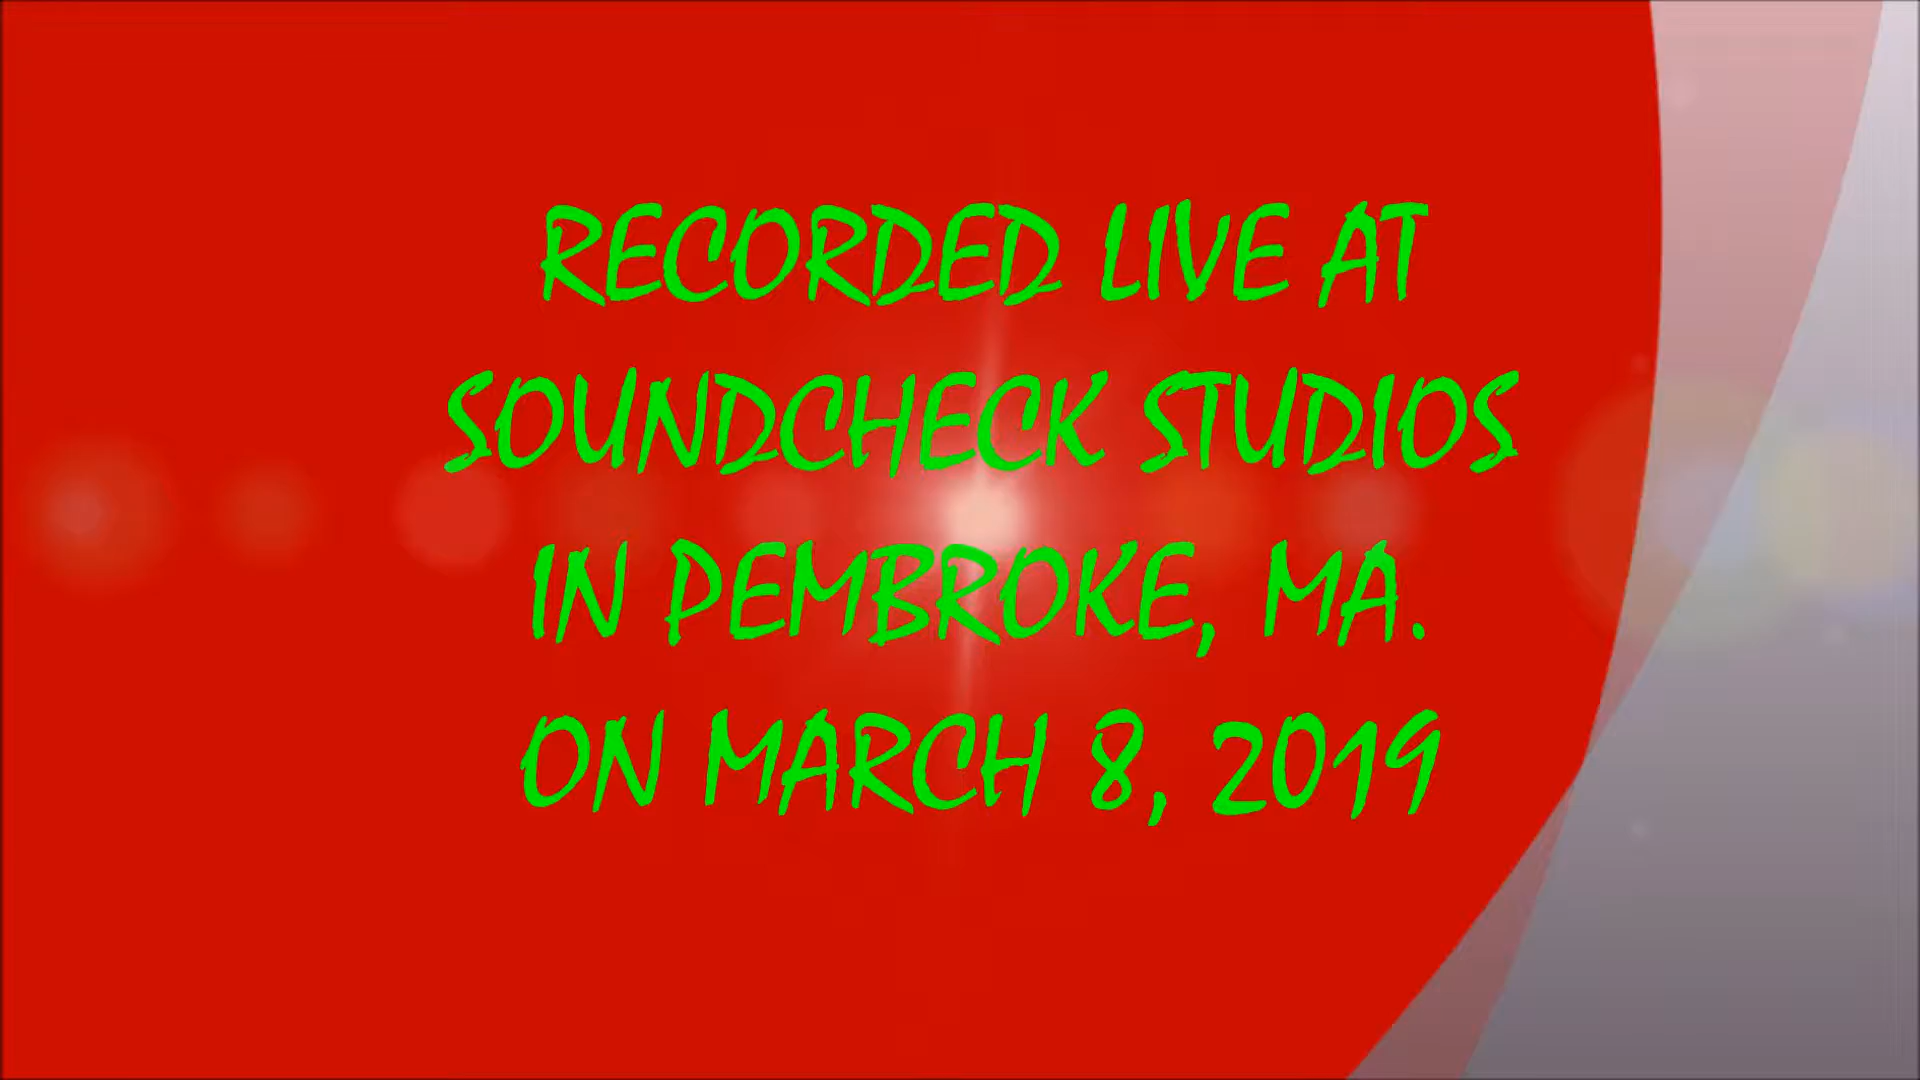 RECORDED LIVE AT
SOUNDCHECK STUDIOS
IN PEMBROKE, MA.
ON MARCH 8, 2019